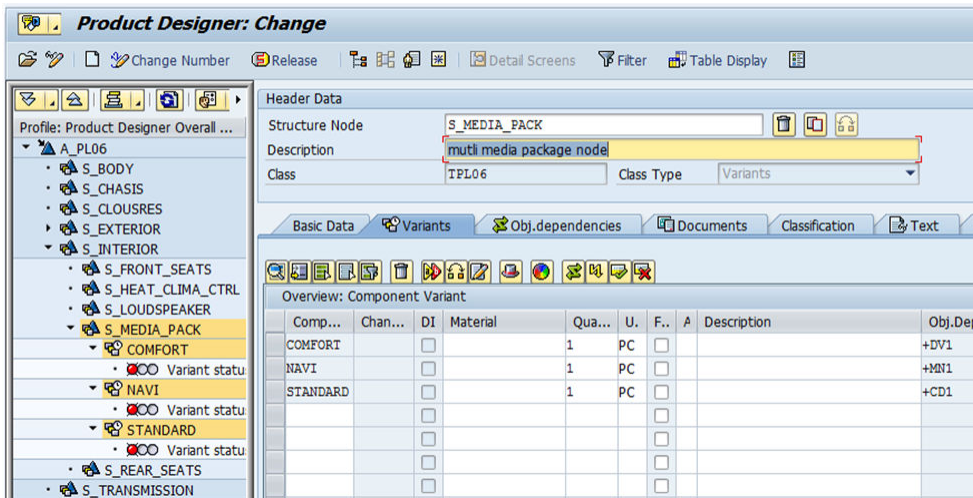 Product Designer: Change
Change Number Release Detail Screens Filter Table Display
Profile: Product Designer Overall ...
A_PL06
S_BODY
S_CHASIS
S_CLOUSRES
S_EXTERIOR
S_INTERIOR
S_FRONT_SEATS
S_HEAT_CLIMA_CTRL
S_LOUDSPEAKER
S_MEDIA_PACK
COMFORT
Variant statu
NAVI
Variant statu
STANDARD
Variant statu
S_REAR_SEATS
S_TRANSMISSION
Header Data
Structure Node S_MEDIA_PACK
Description mutli media package node
Class TPL06 Class Type Variants
Basic Data Variants Obj.dependencies Documents Classification Text
Overview: Component Variant
Comp... Chan... DI Material Qua... U. F.. A Description Obj.Dep
COMFORT 1 PC +DV1
NAVI 1 PC +MN1
STANDARD 1 PC +CD1